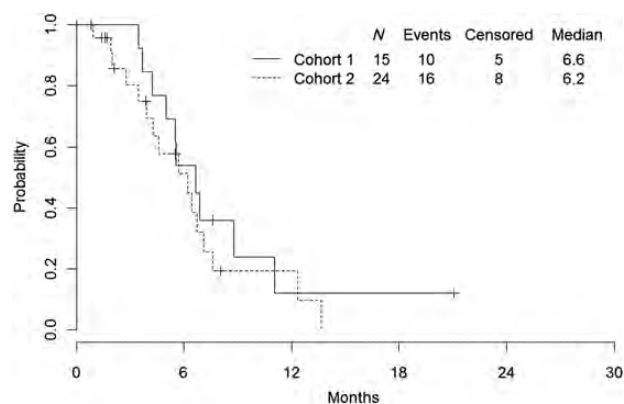 N Events Censored Median
Cohort 1 15 10 5 6.6
Cohort 2 24 16 8 6.2
Probability
1.0
0.8
0.6
0.4
0.2
0.0
0 6 12 18 24 30
Months